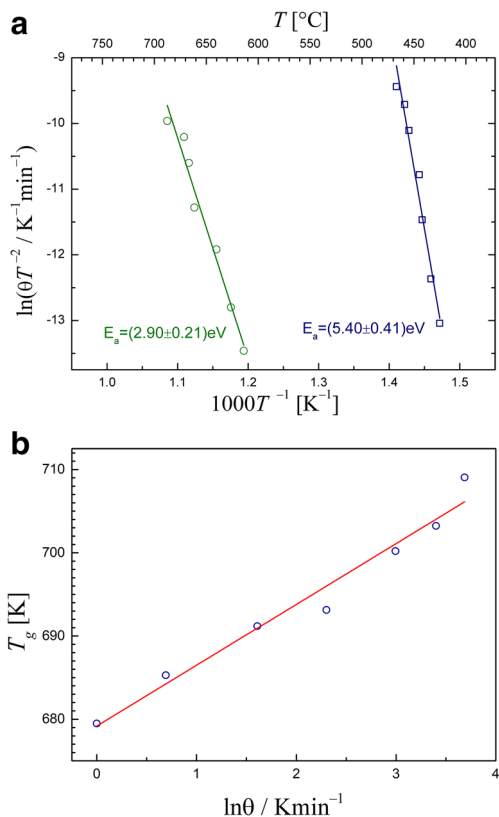 a
T [°C]
750 700 650 600 550 500 450 400
-9
-10
-11
-12
-13
ln(θT⁻² / K⁻¹min⁻¹)
Eₐ=(2.90±0.21)eV
Eₐ=(5.40±0.41)eV
1.0 1.1 1.2 1.3 1.4 1.5
1000T ⁻¹ [K⁻¹]
b
710
700
690
680
T_g [K]
0 1 2 3 4
lnθ / Kmin⁻¹